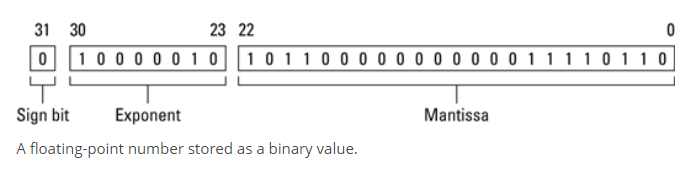 31 30 23 22 0
0 1 0 0 0 0 0 1 0 1 0 1 1 0 0 0 0 0 0 0 0 0 0 0 1 1 1 1 0 1 1 0
Sign bit Exponent Mantissa
A floating-point number stored as a binary value.